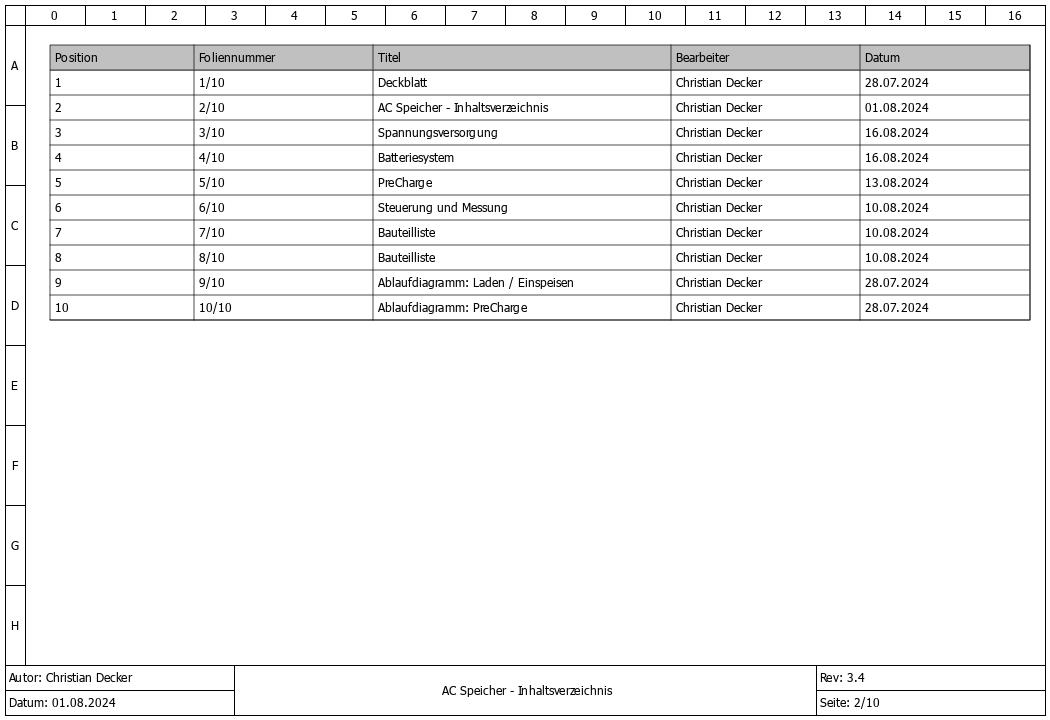 0 1 2 3 4 5 6 7 8 9 10 11 12 13 14 15 16
A
B
C
D
E
F
G
H
Position Foliennummer Titel Bearbeiter Datum
1 1/10 Deckblatt Christian Decker 28.07.2024
2 2/10 AC Speicher - Inhaltsverzeichnis Christian Decker 01.08.2024
3 3/10 Spannungsversorgung Christian Decker 16.08.2024
4 4/10 Batteriesystem Christian Decker 16.08.2024
5 5/10 PreCharge Christian Decker 13.08.2024
6 6/10 Steuerung und Messung Christian Decker 10.08.2024
7 7/10 Bauteilliste Christian Decker 10.08.2024
8 8/10 Bauteilliste Christian Decker 10.08.2024
9 9/10 Ablaufdiagramm: Laden / Einspeisen Christian Decker 28.07.2024
10 10/10 Ablaufdiagramm: PreCharge Christian Decker 28.07.2024
Autor: Christian Decker
Datum: 01.08.2024
AC Speicher - Inhaltsverzeichnis
Rev: 3.4
Seite: 2/10